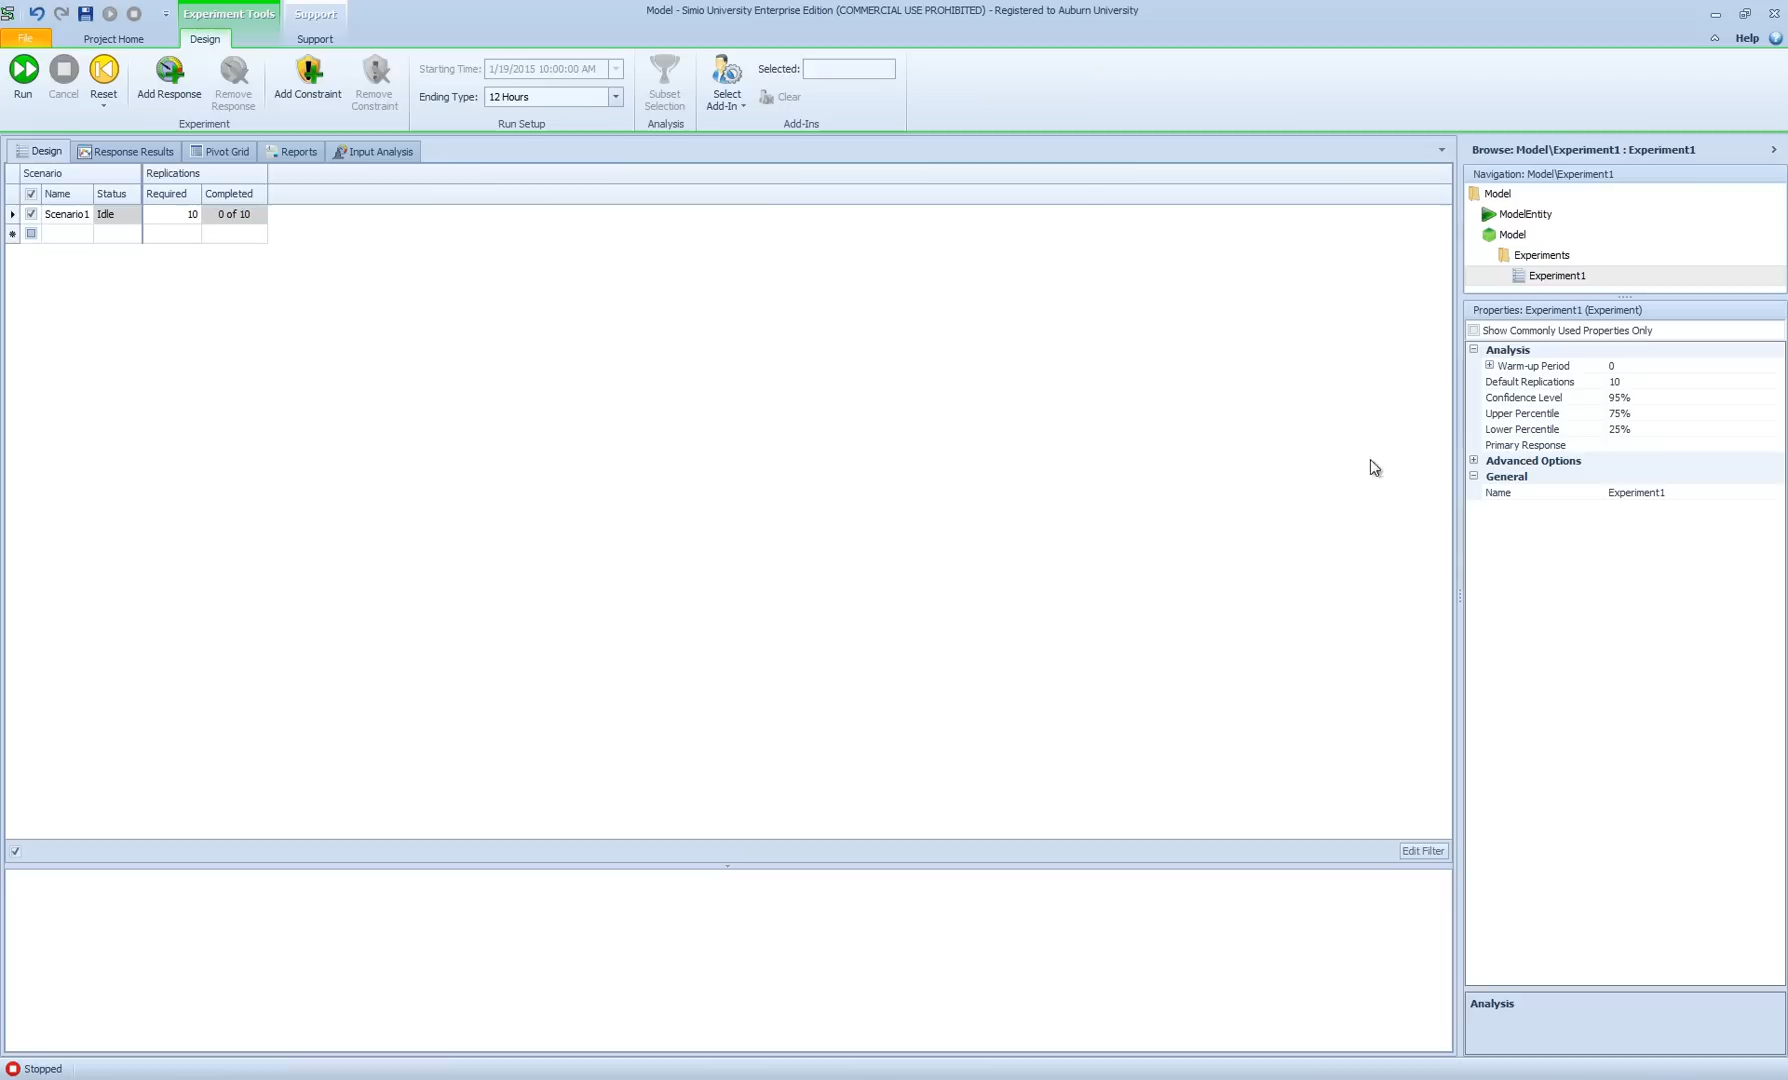 Experiment Tools
Support
Model - Simio University Enterprise Edition (COMMERCIAL USE PROHIBITED) - Registered to Auburn University
File
Project Home
Design
Support
Help
Run
Cancel
Reset
Add Response
Remove
Response
Add Constraint
Remove
Constraint
Experiment
Starting Time: 1/19/2015 10:00:00 AM
Ending Type: 12 Hours
Run Setup
Subset
Selection
Analysis
Select
Add-In
Selected:
Clear
Add-Ins
Design
Response Results
Pivot Grid
Reports
Input Analysis
Scenario
Replications
Name
Status
Required
Completed
Scenario1
Idle
10
0 of 10
Edit Filter
Browse: Model\Experiment1 : Experiment1
Navigation: Model\Experiment1
Model
ModelEntity
Model
Experiments
Experiment1
Properties: Experiment1 (Experiment)
Show Commonly Used Properties Only
Analysis
Warm-up Period 0
Default Replications 10
Confidence Level 95%
Upper Percentile 75%
Lower Percentile 25%
Primary Response
Advanced Options
General
Name Experiment1
Analysis
Stopped